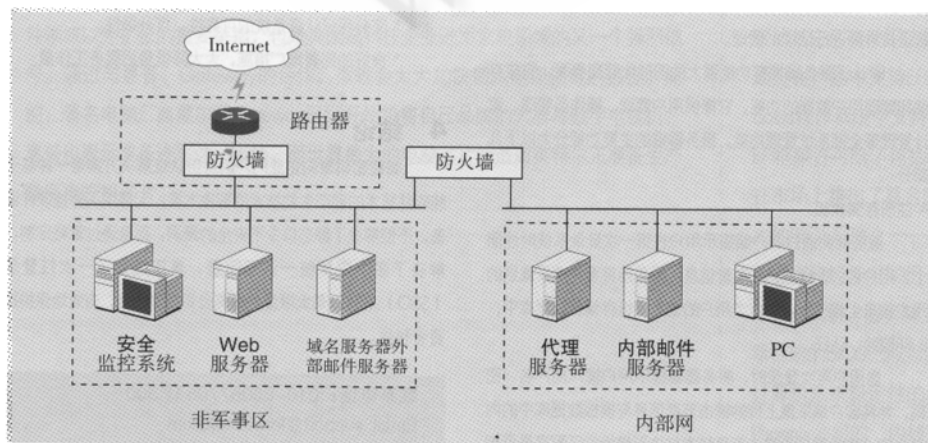 Internet
路由器
防火墙
防火墙
安全
监控系统
Web
服务器
域名服务器外
部邮件服务器
代理
服务器
内部邮件
服务器
PC
非军事区
内部网